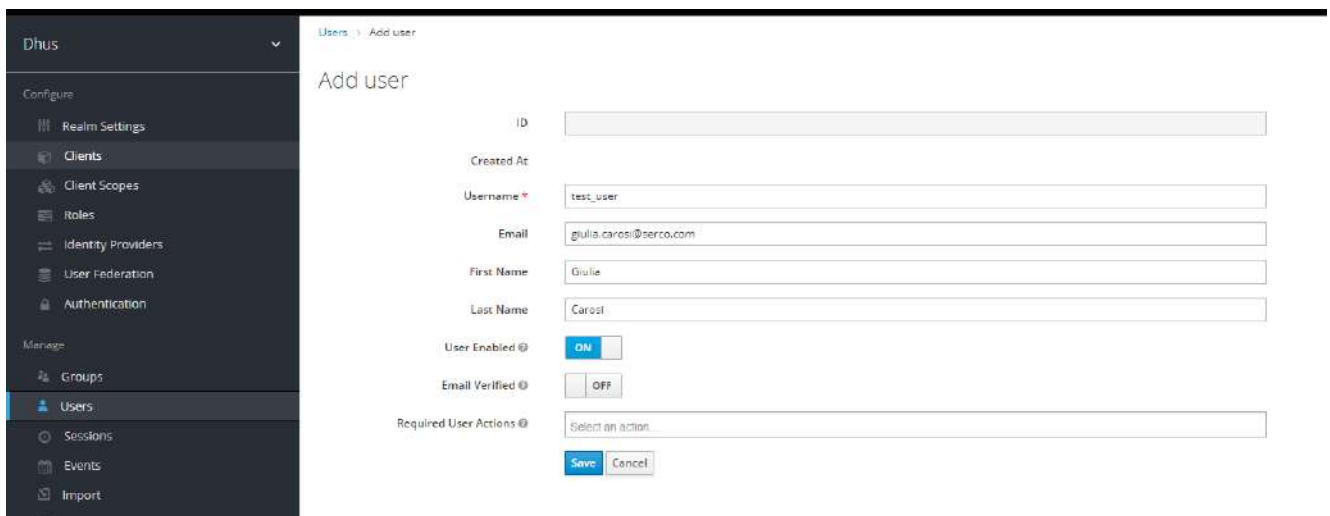 Dhus
Configure
Realm Settings
Clients
Client Scopes
Roles
Identity Providers
User Federation
Authentication
Manage
Groups
Users
Sessions
Events
Import
Users > Add user
Add user
ID
Created At
Username * test_user
Email giulia.carosi@serco.com
First Name Giulia
Last Name Carosi
User Enabled ON
Email Verified OFF
Required User Actions Select an action...
Save Cancel